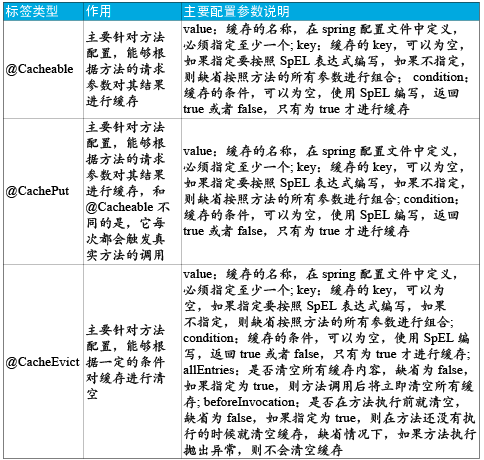 标签类型 作用 主要配置参数说明
@Cacheable
主要针对方法
配置，能够根
据方法的请求
参数对其结果
进行缓存
value：缓存的名称，在 spring 配置文件中定义，
必须指定至少一个; key：缓存的 key，可以为空，
如果指定要按照 SpEL 表达式编写，如果不指定，
则缺省按照方法的所有参数进行组合； condition：
缓存的条件，可以为空，使用 SpEL 编写，返回
true 或者 false，只有为 true 才进行缓存
@CachePut
主要针对方法
配置，能够根
据方法的请求
参数对其结果
进行缓存，和
@Cacheable 不
同的是，它每
次都会触发真
实方法的调用
value：缓存的名称，在 spring 配置文件中定义，
必须指定至少一个; key：缓存的 key，可以为空，
如果指定要按照 SpEL 表达式编写，如果不指定，
则缺省按照方法的所有参数进行组合; condition：
缓存的条件，可以为空，使用 SpEL 编写，返回
true 或者 false，只有为 true 才进行缓存
@CacheEvict
主要针对方法
配置，能够根
据一定的条件
对缓存进行清
空
value：缓存的名称，在 spring 配置文件中定义，
必须指定至少一个; key：缓存的 key，可以为
空，如果指定要按照 SpEL 表达式编写，如果
不指定，则缺省按照方法的所有参数进行组合;
condition：缓存的条件，可以为空，使用 SpEL 编
写，返回 true 或者 false，只有为 true 才进行缓存;
allEntries：是否清空所有缓存内容，缺省为 false，
如果指定为 true，则方法调用后将立即清空所有缓
存; beforeInvocation：是否在方法执行前就清空，
缺省为 false，如果指定为 true，则在方法还没有执
行的时候就清空缓存，缺省情况下，如果方法执行
抛出异常，则不会清空缓存